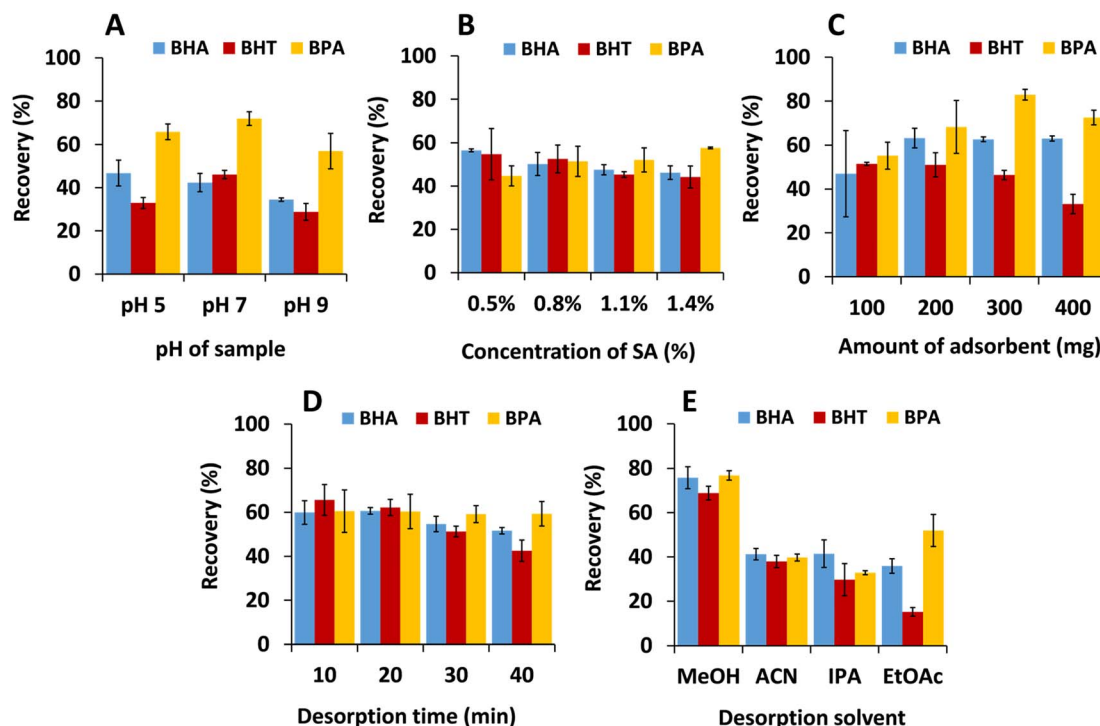 A
BHA BHT BPA
Recovery (%)
100
80
60
40
20
0
pH 5 pH 7 pH 9
pH of sample
B
BHA BHT BPA
Recovery (%)
100
80
60
40
20
0
0.5% 0.8% 1.1% 1.4%
Concentration of SA (%)
C
BHA BHT BPA
Recovery (%)
100
80
60
40
20
0
100 200 300 400
Amount of adsorbent (mg)
D
BHA BHT BPA
Recovery (%)
100
80
60
40
20
0
10 20 30 40
Desorption time (min)
E
BHA BHT BPA
Recovery (%)
100
80
60
40
20
0
MeOH ACN IPA EtOAc
Desorption solvent